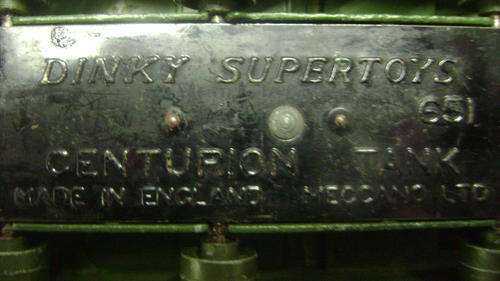 DINKY SUPERTOYS
651
CENTURION TANK
MADE IN ENGLAND MECCANO LTD